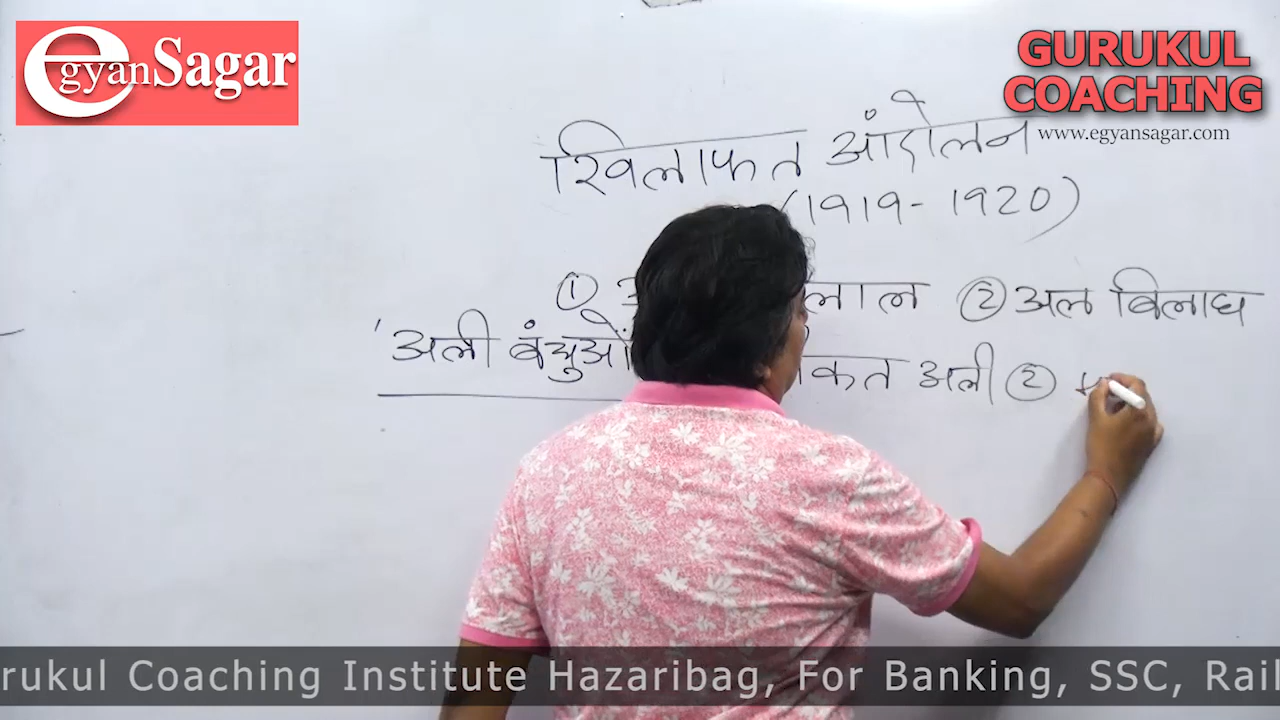 egyanSagar
GURUKUL
COACHING
www.egyansagar.com
खिलाफत आंदोलन
(1919-1920)
① लाल ② अल बिलाघ
'अली बंधुओं कत अली ②
rukul Coaching Institute Hazaribag, For Banking, SSC, Rail